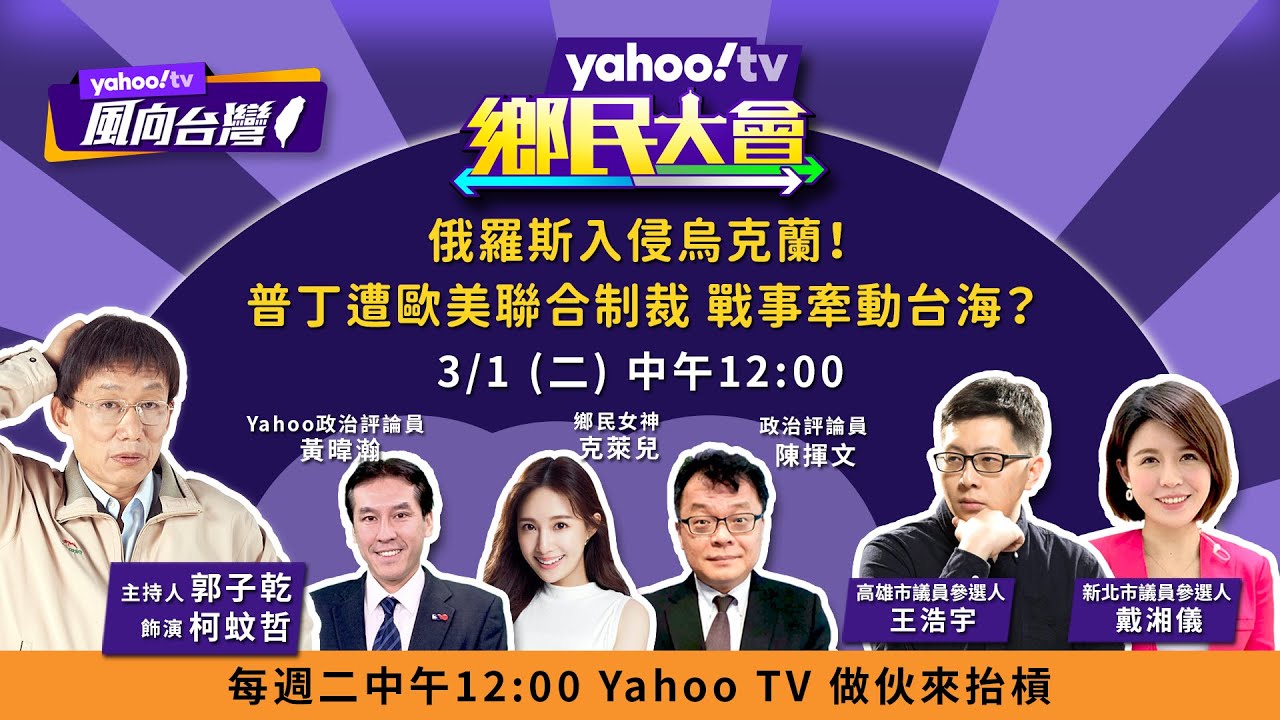 yahoo!tv
風向台灣
yahoo!tv
鄉民大會
俄羅斯入侵烏克蘭!
普丁遭歐美聯合制裁 戰事牽動台海?
3/1 (二) 中午12:00
Yahoo政治評論員
黃暐瀚
鄉民女神
克萊兒
政治評論員
陳揮文
主持人 郭子乾
飾演 柯蚊哲
高雄市議員參選人
王浩宇
新北市議員參選人
戴湘儀
每週二中午12:00 Yahoo TV 做伙來抬槓